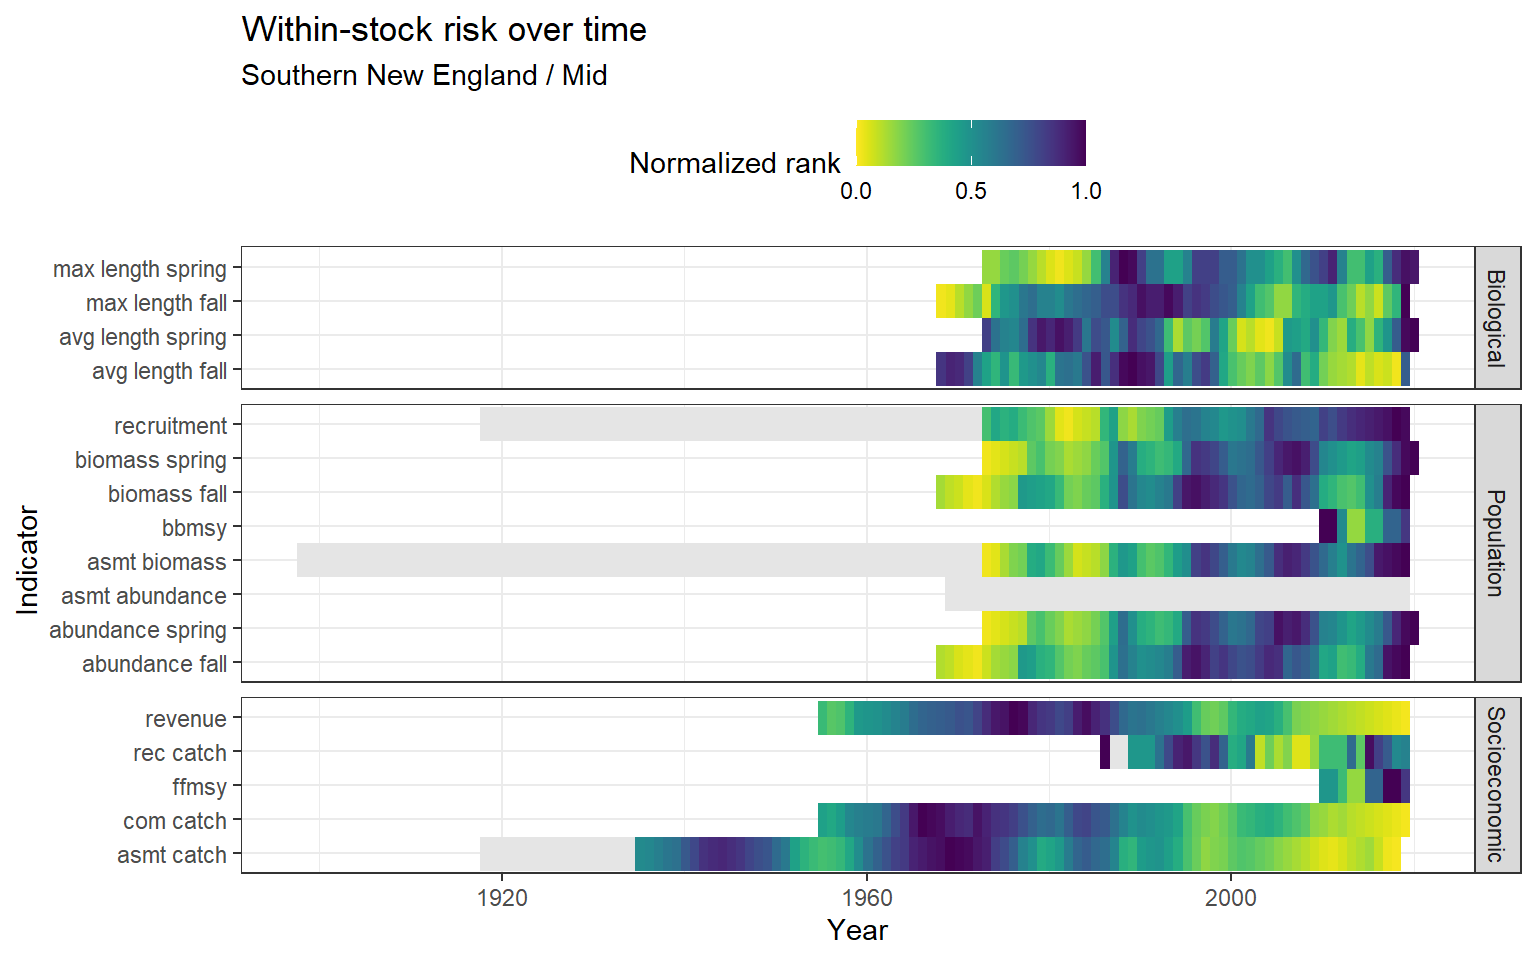 Within-stock risk over time
Southern New England / Mid
Normalized rank
0.0 0.5 1.0
max length spring
max length fall
avg length spring
avg length fall
Biological
recruitment
biomass spring
biomass fall
bbmsy
asmt biomass
asmt abundance
abundance spring
abundance fall
Population
revenue
rec catch
ffmsy
com catch
asmt catch
Socioeconomic
Indicator
1920 1960 2000
Year